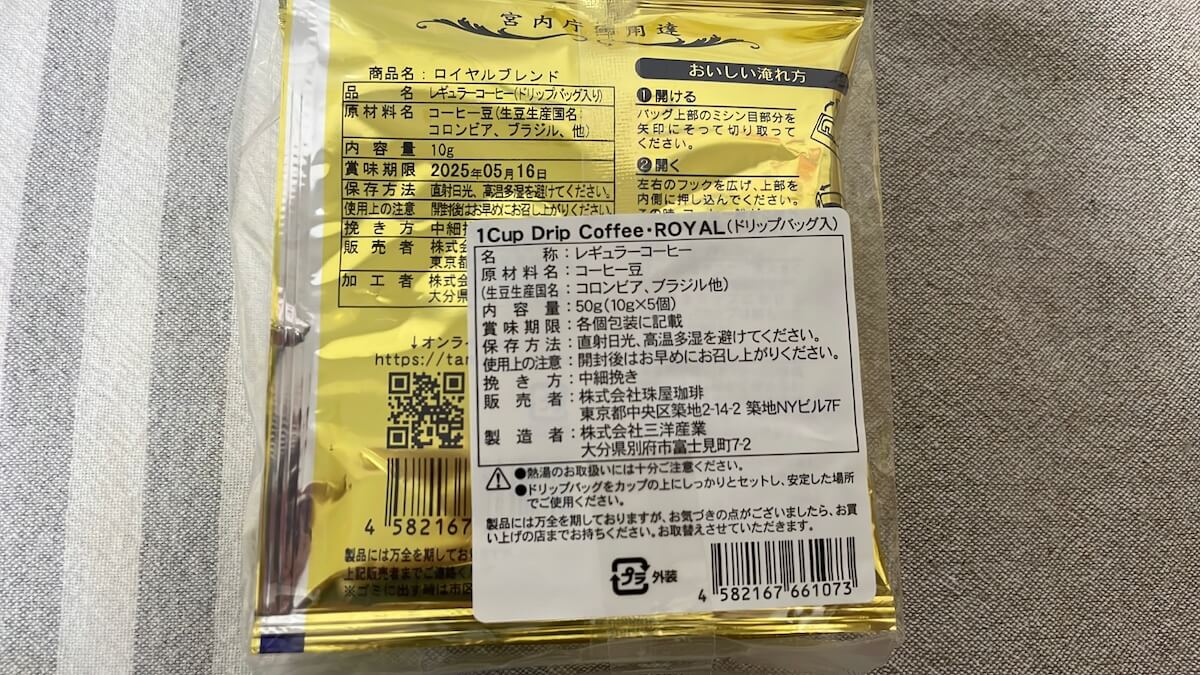 宮内庁御用達
商品名：ロイヤルブレンド
品 名 レギュラーコーヒー(ドリップバッグ入り)
原材料名 コーヒー豆(生豆生産国名：
コロンビア、ブラジル、他)
内容量 10g
賞味期限 2025年05月16日
保存方法 直射日光、高温多湿を避けてください。
使用上の注意 開封後はお早めにお召し上がりください。
挽き方 中細
販売者 株式会
東京都
加工者 株式会
大分県
↓オンライ
https://ta
4 582167
製品には万全を期してお
上記販売者までご連絡く
※ゴミに出す時は市区
おいしい淹れ方
❶開ける
バッグ上部のミシン目部分を
矢印にそって切り取って
ください。
❷開く
左右のフックを広げ、上部を
内側に押し込んでください。
1Cup Drip Coffee・ROYAL(ドリップバッグ入)
名 称：レギュラーコーヒー
原材料名：コーヒー豆
(生豆生産国名：コロンビア、ブラジル他)
内容量：50g(10g×5個)
賞味期限：各個包装に記載
保存方法：直射日光、高温多湿を避けてください。
使用上の注意：開封後はお早めにお召し上がりください。
挽き方：中細挽き
販売者：株式会社珠屋珈琲
東京都中央区築地2-14-2 築地NYビル7F
製造者：株式会社三洋産業
大分県別府市富士見町7-2
●熱湯のお取扱いには十分ご注意ください。
●ドリップバッグをカップの上にしっかりとセットし、安定した場所
でご使用ください。
製品には万全を期しておりますが、お気づきの点がございましたら、お買
い上げの店までお持ちください。お取替えさせていただきます。
プラ 外装
4 582167 661073